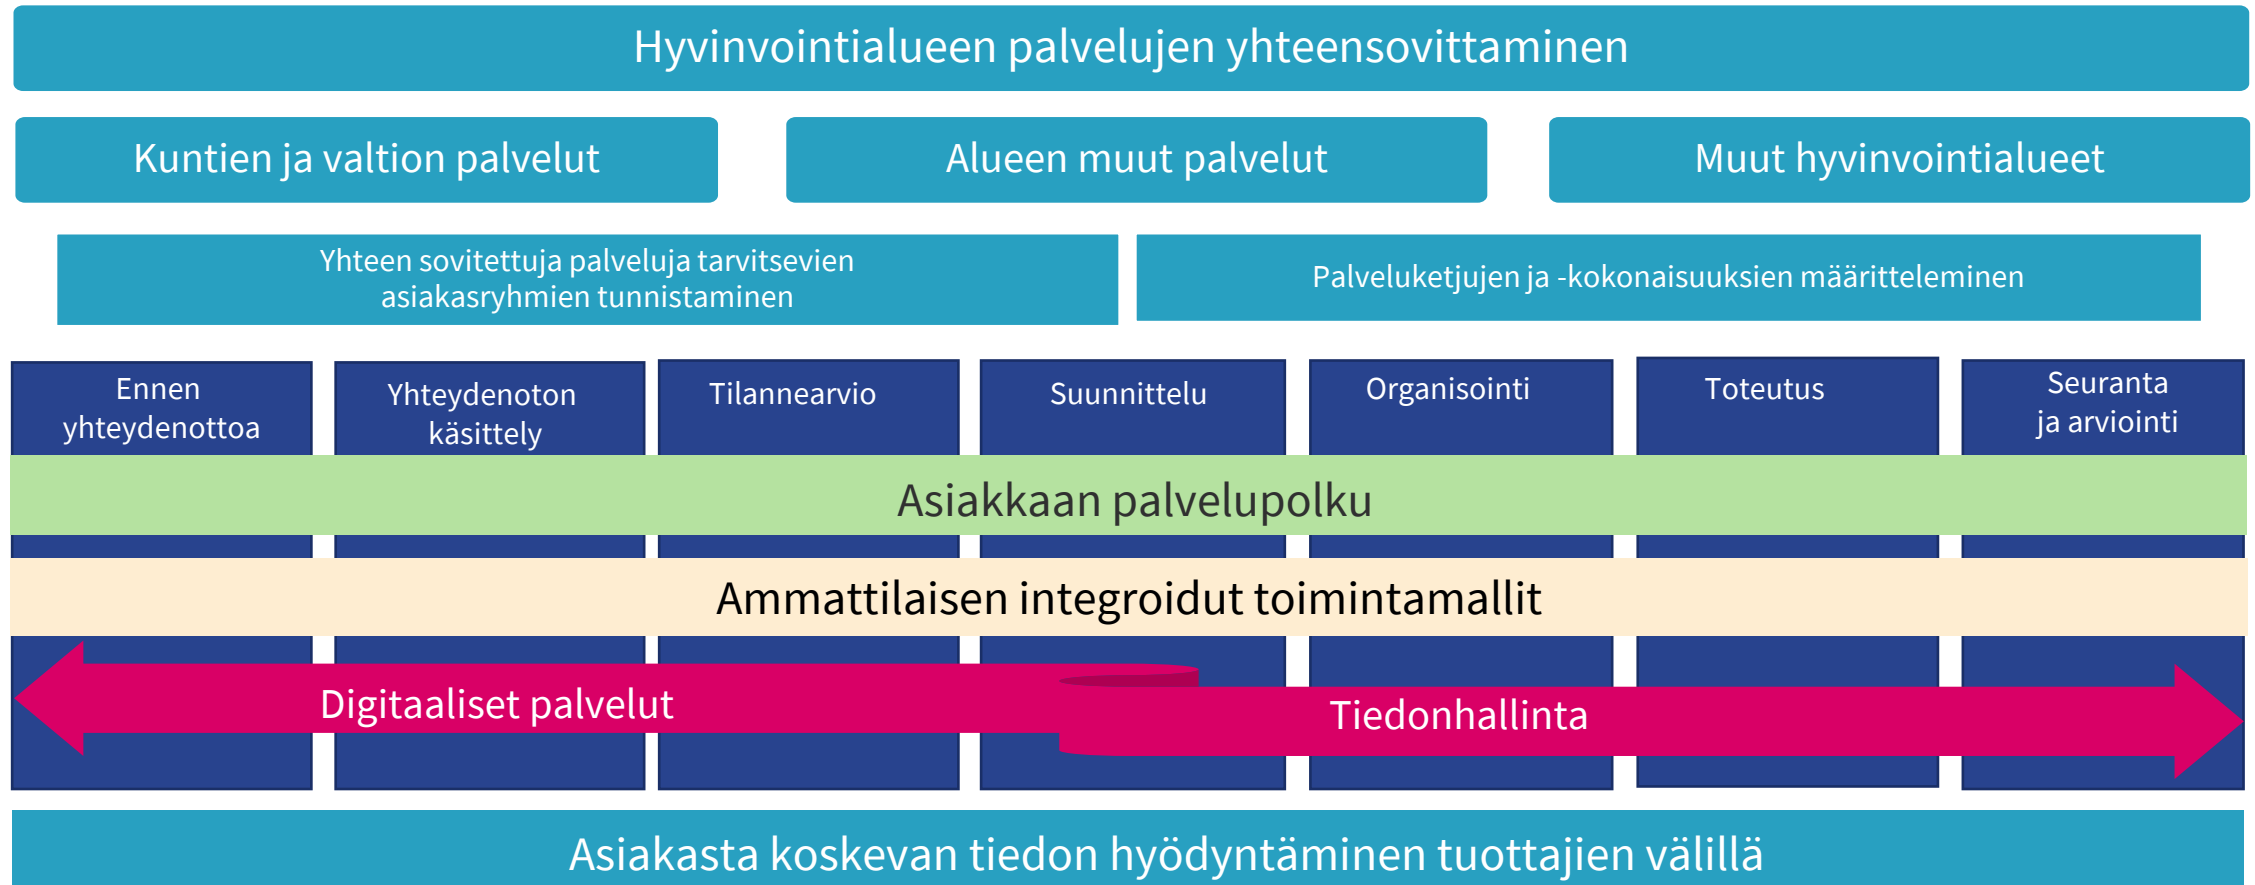 Hyvinvointialueen palvelujen yhteensovittaminen
Kuntien ja valtion palvelut
Alueen muut palvelut
Muut hyvinvointialueet
Yhteen sovitettuja palveluja tarvitsevien
asiakasryhmien tunnistaminen
Palveluketjujen ja -kokonaisuuksien määritteleminen
Ennen
yhteydenottoa
Yhteydenoton
käsittely
Tilannearvio
Suunnittelu
Organisointi
Toteutus
Seuranta
ja arviointi
Asiakkaan palvelupolku
Ammattilaisen integroidut toimintamallit
Digitaaliset palvelut
Tiedonhallinta
Asiakasta koskevan tiedon hyödyntäminen tuottajien välillä